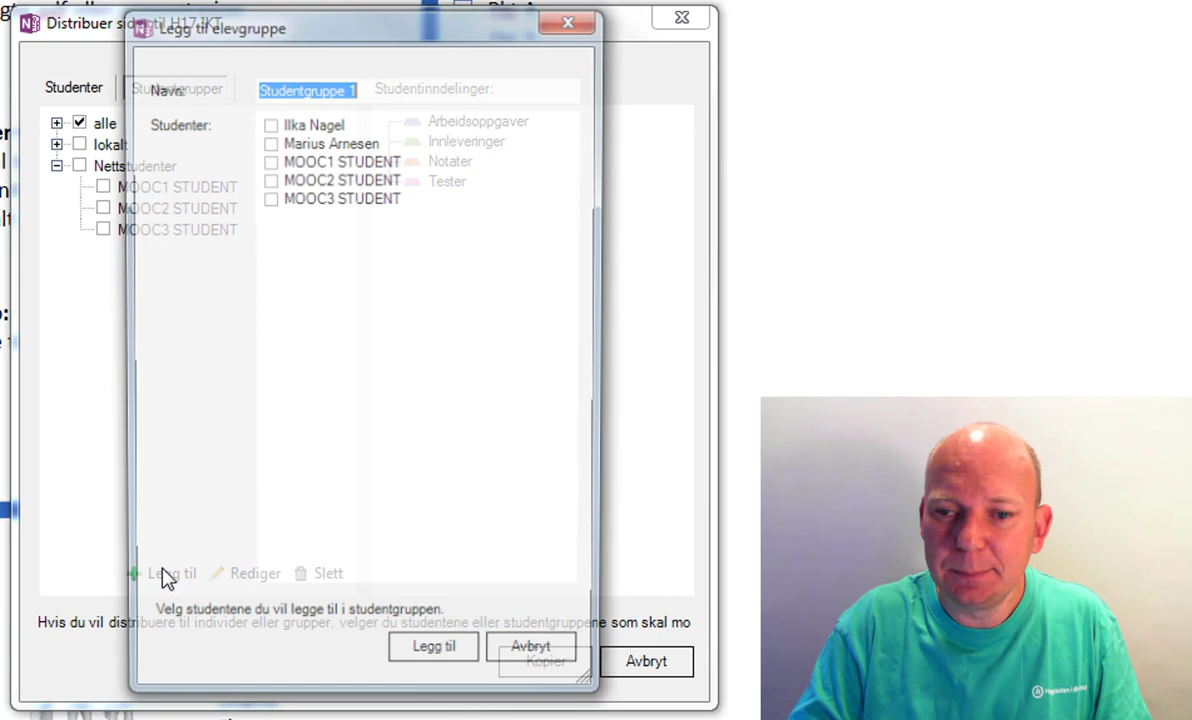 Distribuer sider til H17 IKT
Legg til elevgruppe
Studenter
Studentgrupper
Navn:
Studentgruppe 1
Studentinndelinger:
alle
lokalt
Nettstudenter
MOOC1 STUDENT
MOOC2 STUDENT
MOOC3 STUDENT
Studenter:
Ilka Nagel
Marius Arnesen
MOOC1 STUDENT
MOOC2 STUDENT
MOOC3 STUDENT
Arbeidsoppgaver
Innleveringer
Notater
Tester
Legg til
Rediger
Slett
Velg studentene du vil legge til i studentgruppen.
Hvis du vil distribuere til individer eller grupper, velger du studentene eller studentgruppene som skal mo
Legg til
Avbryt
Kopier
Avbryt